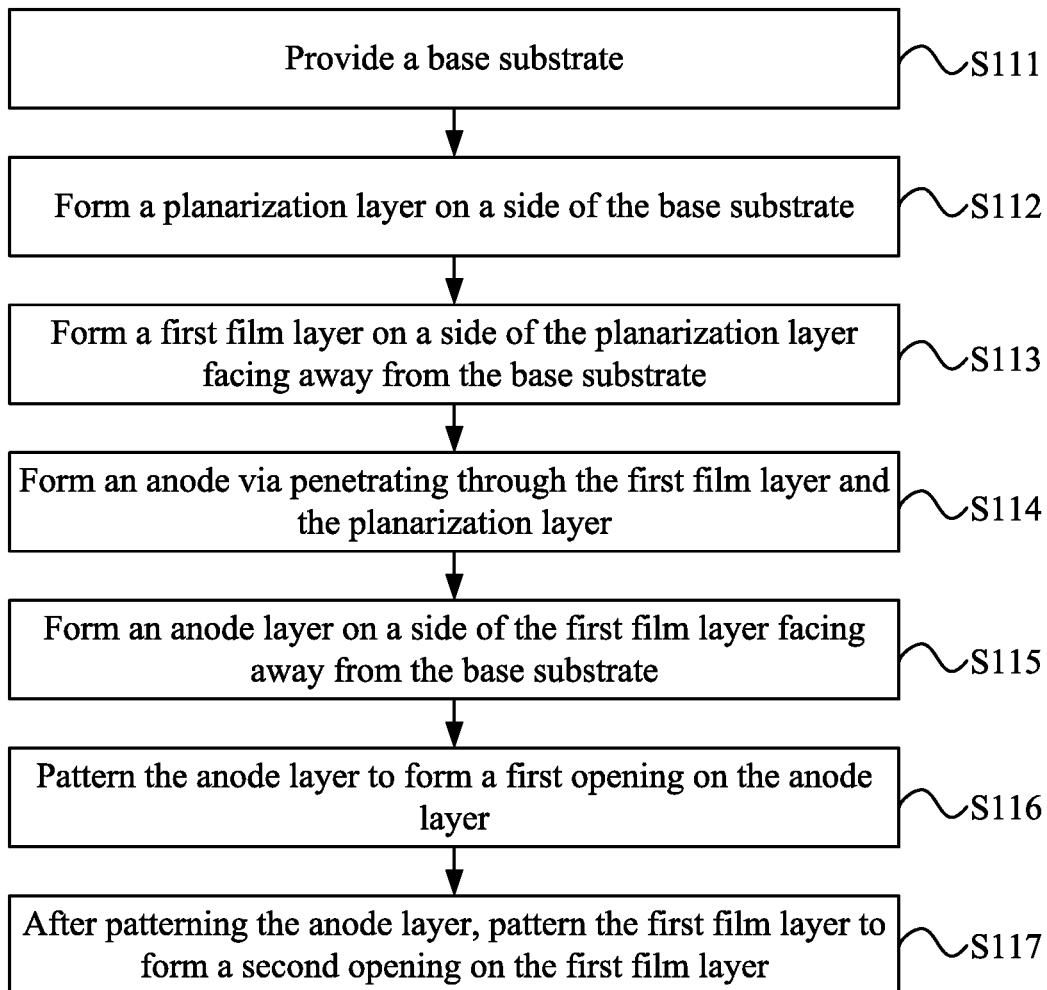 Provide a base substrate
S111
Form a planarization layer on a side of the base substrate
S112
Form a first film layer on a side of the planarization layer
facing away from the base substrate
S113
Form an anode via penetrating through the first film layer and
the planarization layer
S114
Form an anode layer on a side of the first film layer facing
away from the base substrate
S115
Pattern the anode layer to form a first opening on the anode
layer
S116
After patterning the anode layer, pattern the first film layer to
form a second opening on the first film layer
S117